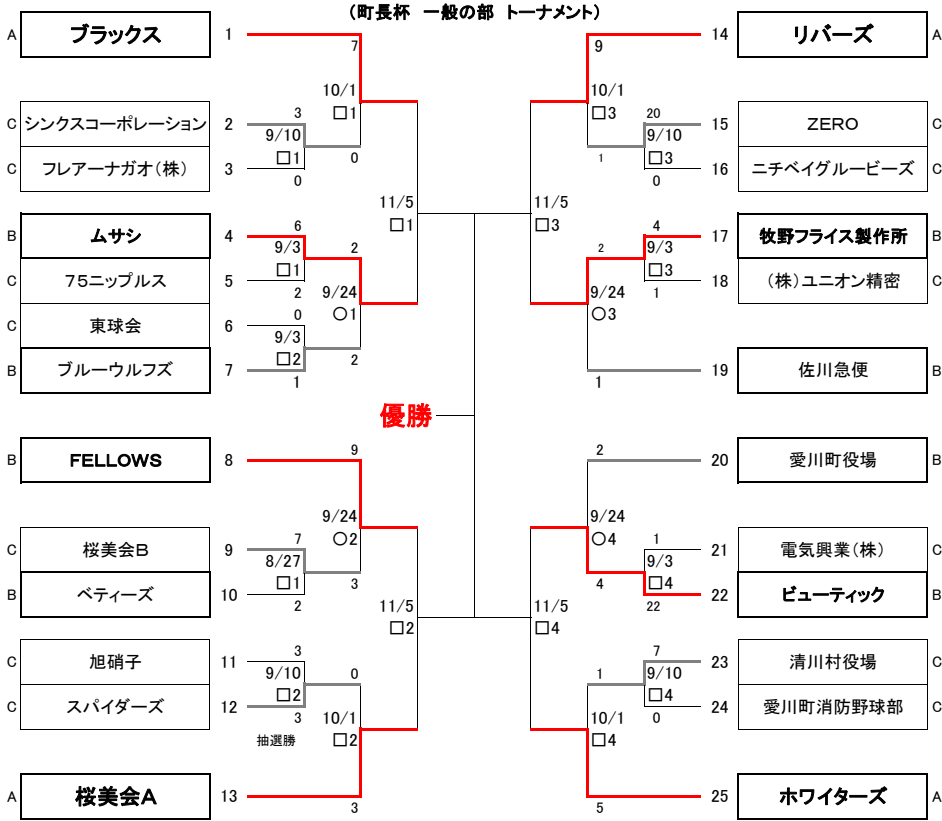 (町長杯 一般の部 トーナメント)
A ブラックス 1 7
10/1
□1
C シンクスコーポレーション 2 3
9/10
□1
0
C フレアーナガオ(株) 3 0
11/5
□1
B ムサシ 4 6
9/3
□1
2
C 75ニップルス 5 2
9/24
○1
C 東球会 6 0
9/3
□2
2
B ブルーウルフズ 7 1
優勝
B FELLOWS 8 9
9/24
○2
C 桜美会B 9 7
8/27
□1
3
B ペティーズ 10 2
11/5
□2
C 旭硝子 11 3
9/10
□2
0
C スパイダーズ 12 3
抽選勝
10/1
□2
A 桜美会A 13 3
9 14 リバーズ A
10/1
□3
20 15 ZERO C
9/10
□3
1
0 16 ニチベイグルービーズ C
11/5
□3
4 17 牧野フライス製作所 B
9/3
□3
2
1 18 (株)ユニオン精密 C
9/24
○3
1 19 佐川急便 B
2 20 愛川町役場 B
9/24
○4
1 21 電気興業(株) C
9/3
□4
4
22 22 ビューティック B
11/5
□4
7 23 清川村役場 C
9/10
□4
1
0 24 愛川町消防野球部 C
10/1
□4
5 25 ホワイターズ A